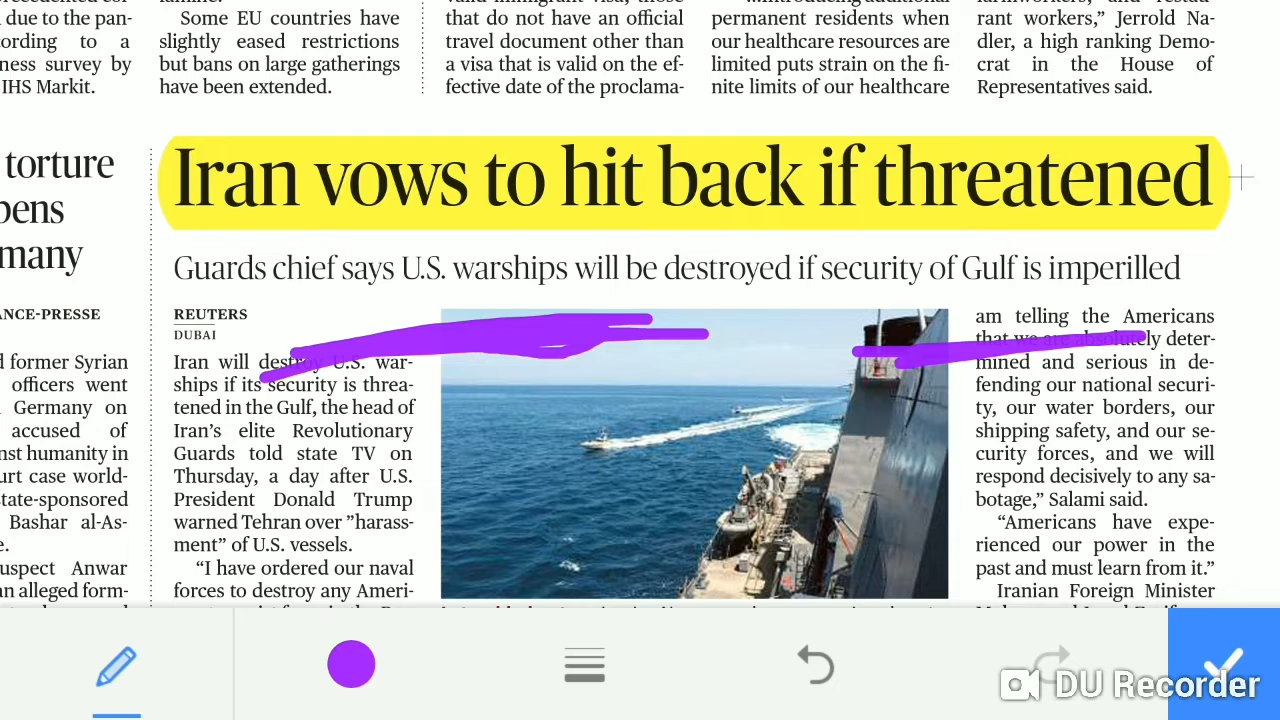 due to the pan-
cording to a
ness survey by
IHS Markit.
Some EU countries have
slightly eased restrictions
but bans on large gatherings
have been extended.
that do not have an official
travel document other than
a visa that is valid on the ef-
fective date of the proclama-
permanent residents when
our healthcare resources are
limited puts strain on the fi-
nite limits of our healthcare
rant workers,” Jerrold Na-
dler, a high ranking Demo-
crat in the House of
Representatives said.
torture
pens
many
ANCE-PRESSE
former Syrian
officers went
Germany on
accused of
nst humanity in
urt case world-
state-sponsored
Bashar al-As-
e.
uspect Anwar
an alleged form-
Iran vows to hit back if threatened
Guards chief says U.S. warships will be destroyed if security of Gulf is imperilled
REUTERS
DUBAI
Iran will destroy U.S. war-
ships if its security is threa-
tened in the Gulf, the head of
Iran’s elite Revolutionary
Guards told state TV on
Thursday, a day after U.S.
President Donald Trump
warned Tehran over ”harass-
ment” of U.S. vessels.
“I have ordered our naval
forces to destroy any Ameri-
am telling the Americans
that we are absolutely deter-
mined and serious in de-
fending our national securi-
ty, our water borders, our
shipping safety, and our se-
curity forces, and we will
respond decisively to any sa-
botage,” Salami said.
“Americans have expe-
rienced our power in the
past and must learn from it.”
Iranian Foreign Minister
DU Recorder